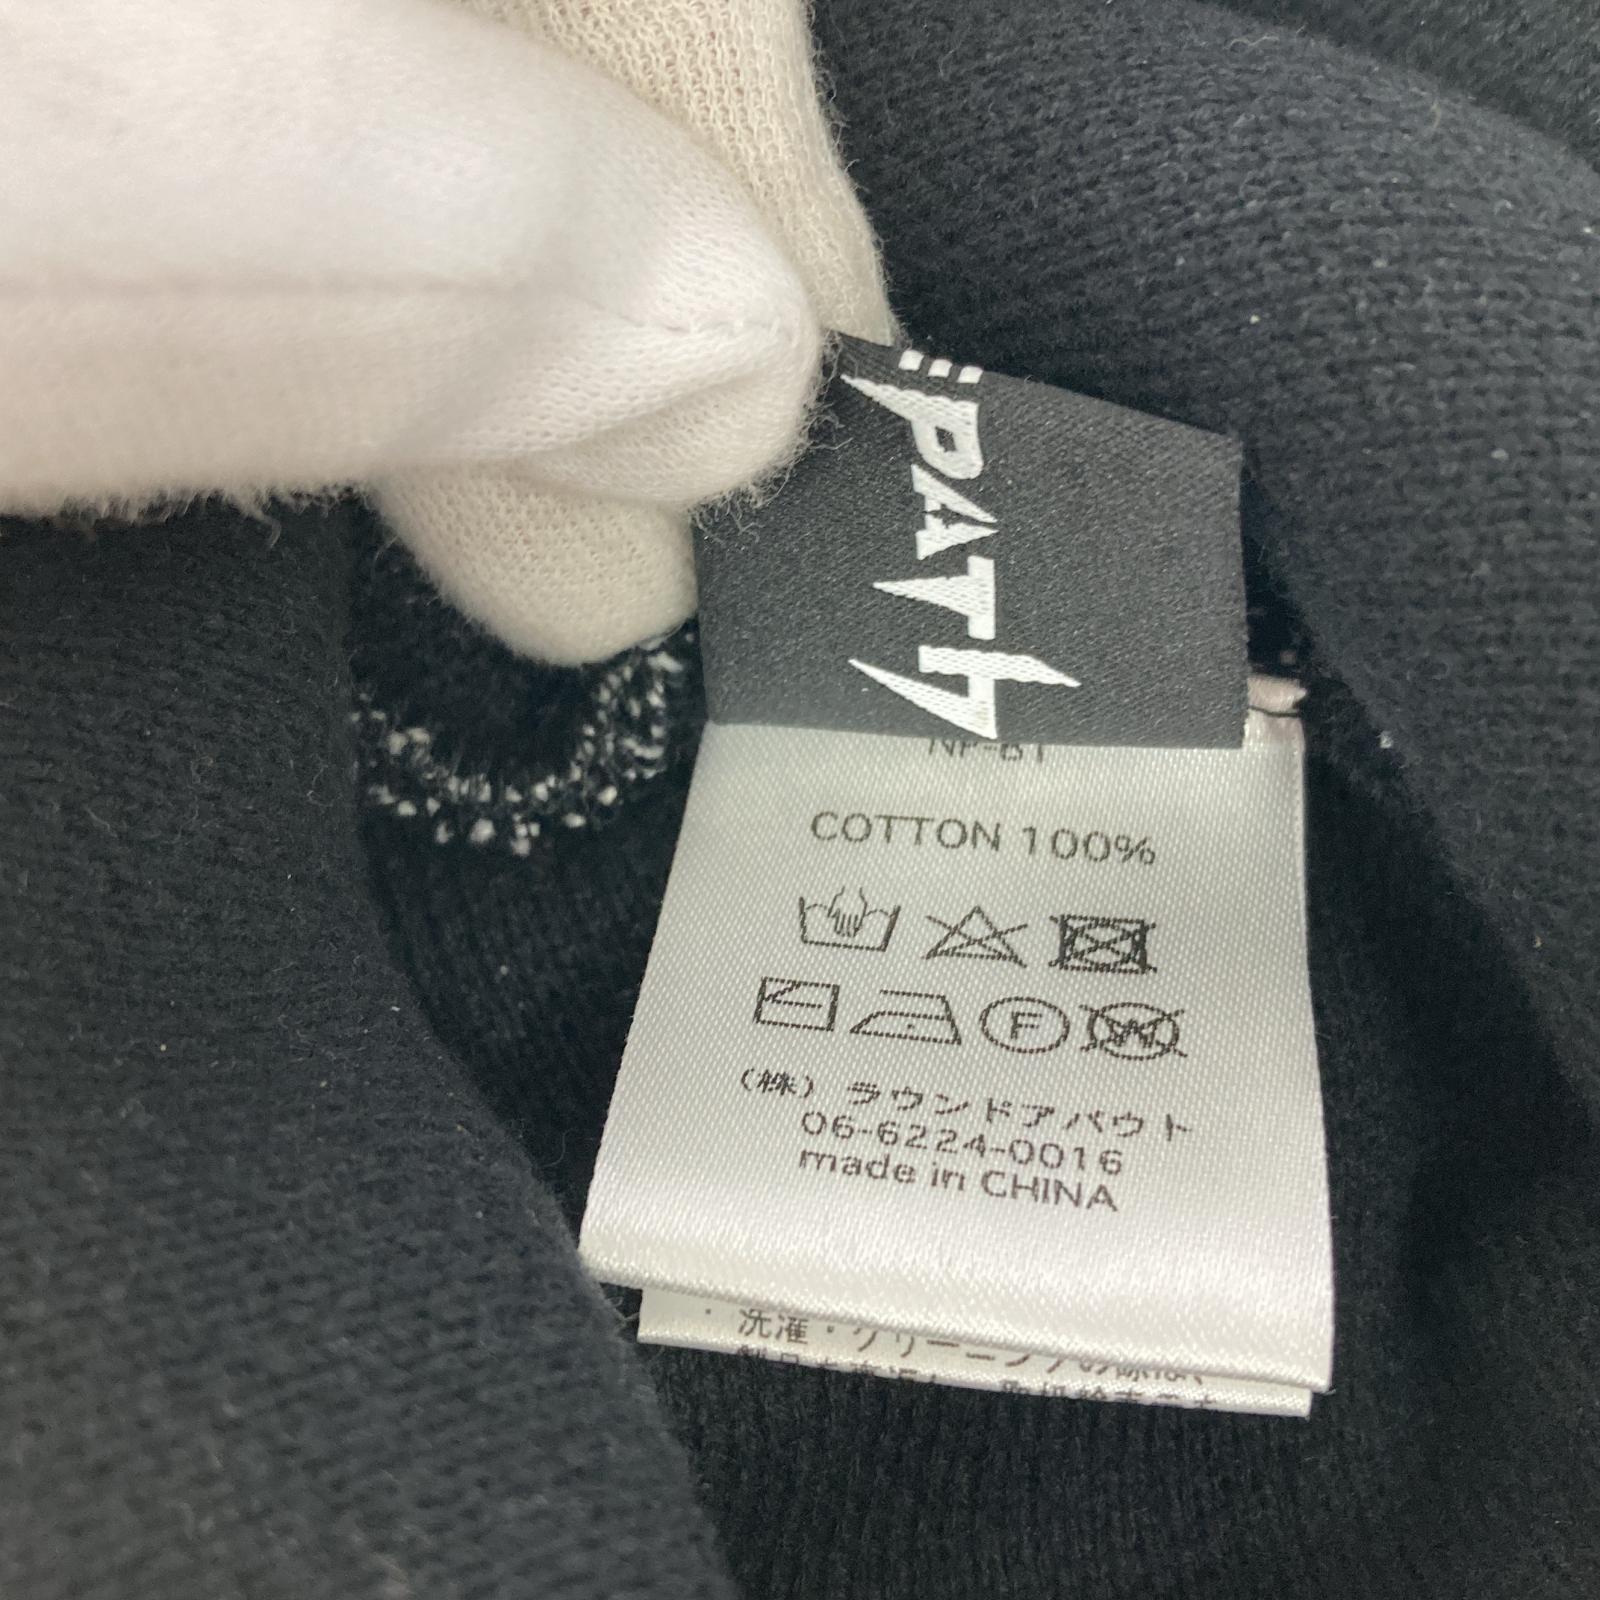 PATH
COTTON 100%
F W
(株) ラウンドアバウト
06-6224-0016
made in CHINA
・洗濯・クリーニングの際は、